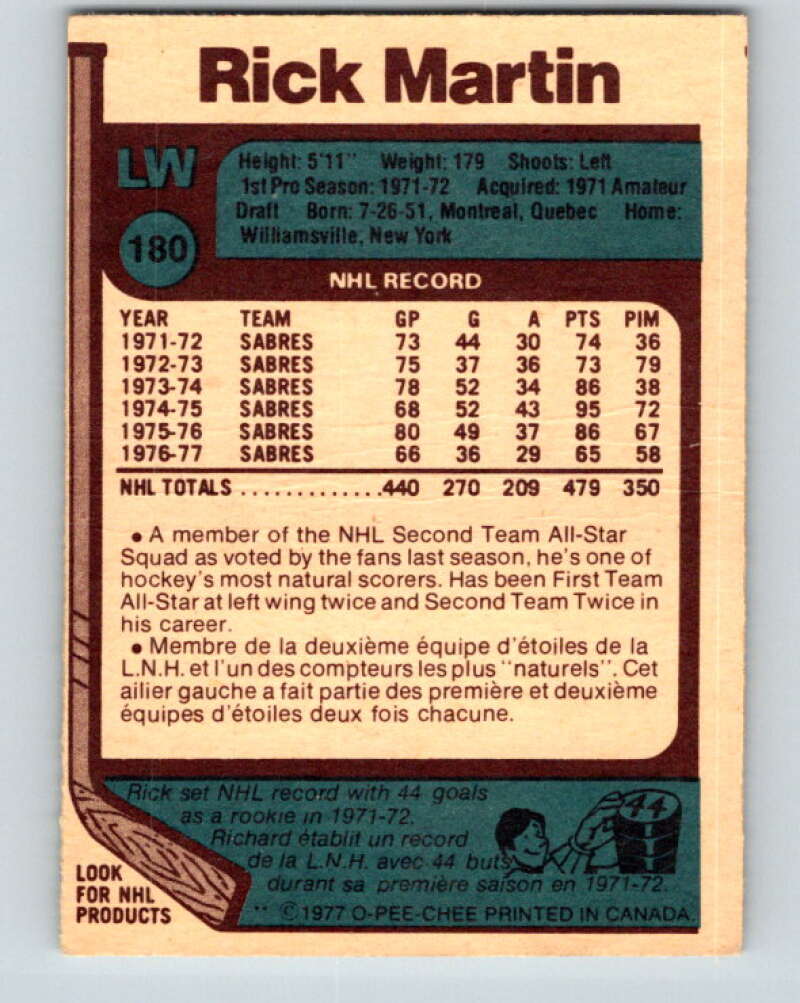 Rick Martin
LW
Height: 5'11" Weight: 179 Shoots: Left
1st Pro Season: 1971-72 Acquired: 1971 Amateur
Draft Born: 7-26-51, Montreal, Quebec Home:
Williamsville, New York
180
NHL RECORD
YEAR TEAM GP G A PTS PIM
1971-72 SABRES 73 44 30 74 36
1972-73 SABRES 75 37 36 73 79
1973-74 SABRES 78 52 34 86 38
1974-75 SABRES 68 52 43 95 72
1975-76 SABRES 80 49 37 86 67
1976-77 SABRES 66 36 29 65 58
NHL TOTALS .............440 270 209 479 350
• A member of the NHL Second Team All-Star
Squad as voted by the fans last season, he's one of
hockey's most natural scorers. Has been First Team
All-Star at left wing twice and Second Team Twice in
his career.
• Membre de la deuxième équipe d'étoiles de la
L.N.H. et l'un des compteurs les plus "naturels". Cet
ailier gauche a fait partie des première et deuxième
équipes d'étoiles deux fois chacune.
Rick set NHL record with 44 goals
as a rookie in 1971-72.
Richard établit un record
de la L.N.H. avec 44 buts
durant sa première saison en 1971-72.
44
LOOK
FOR NHL
PRODUCTS
** ©1977 O-PEE-CHEE PRINTED IN CANADA.